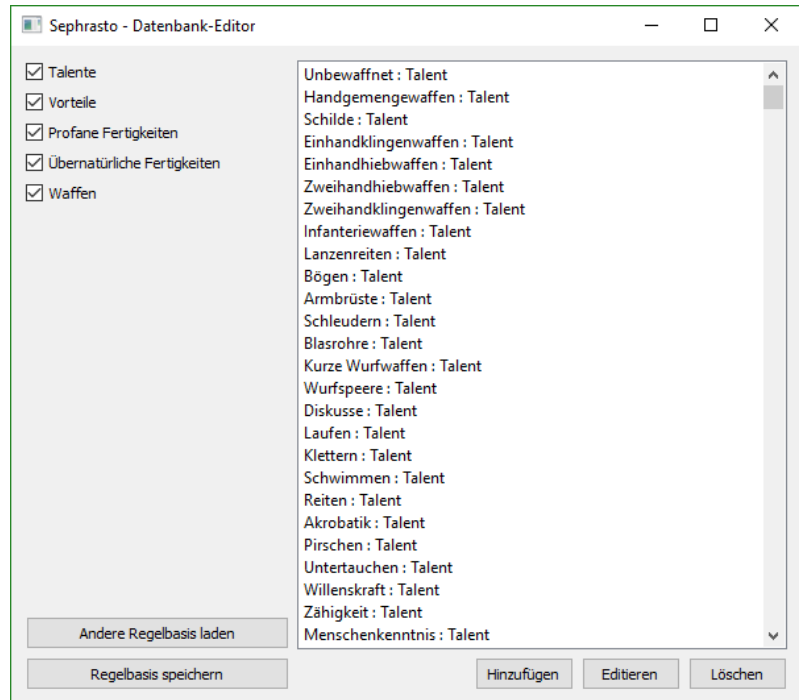 Sephrasto - Datenbank-Editor
Talente
Vorteile
Profane Fertigkeiten
Übernatürliche Fertigkeiten
Waffen
Unbewaffnet : Talent
Handgemengewaffen : Talent
Schilde : Talent
Einhandklingenwaffen : Talent
Einhandhiebwaffen : Talent
Zweihandhiebwaffen : Talent
Zweihandklingenwaffen : Talent
Infanteriewaffen : Talent
Lanzenreiten : Talent
Bögen : Talent
Armbrüste : Talent
Schleudern : Talent
Blasrohre : Talent
Kurze Wurfwaffen : Talent
Wurfspeere : Talent
Diskusse : Talent
Laufen : Talent
Klettern : Talent
Schwimmen : Talent
Reiten : Talent
Akrobatik : Talent
Pirschen : Talent
Untertauchen : Talent
Willenskraft : Talent
Zähigkeit : Talent
Menschenkenntnis : Talent
Andere Regelbasis laden
Regelbasis speichern
Hinzufügen
Editieren
Löschen